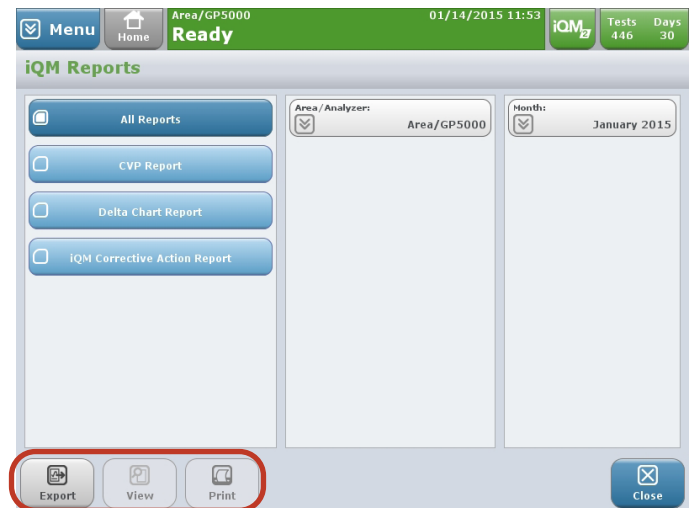 Menu
Home
Area/GP5000
Ready
01/14/2015 11:53
iQM2
Tests Days
446 30
iQM Reports
All Reports
CVP Report
Delta Chart Report
iQM Corrective Action Report
Area/Analyzer:
Area/GP5000
Month:
January 2015
Export
View
Print
Close